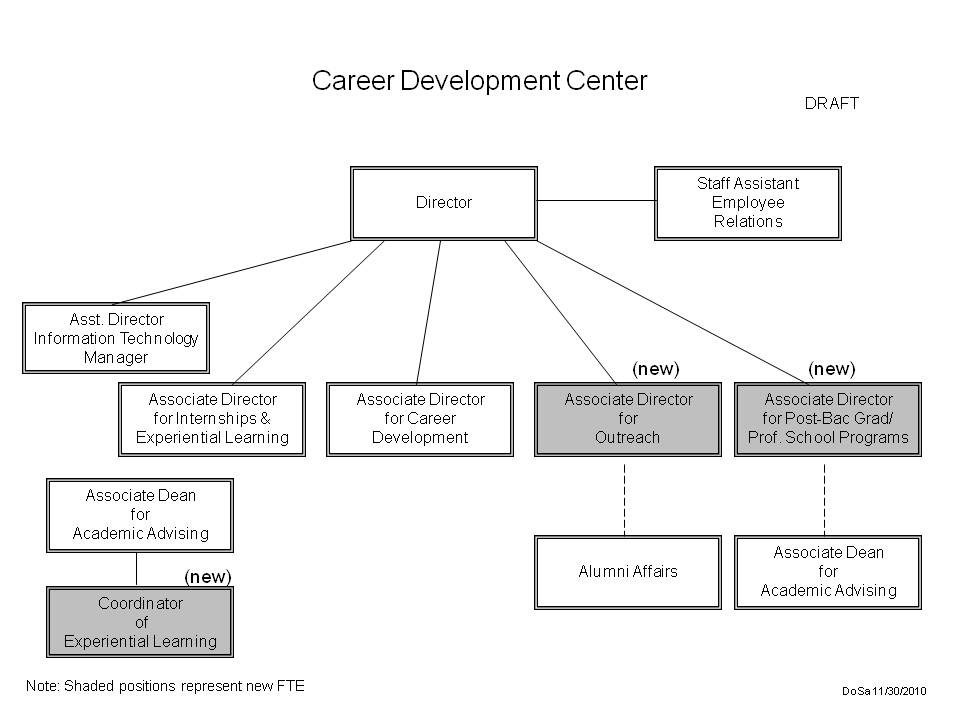 Career Development Center
DRAFT
Director
Staff Assistant
Employee
Relations
Asst. Director
Information Technology
Manager
Associate Director
for Internships &
Experiential Learning
Associate Director
for Career
Development
(new)
Associate Director
for
Outreach
(new)
Associate Director
for Post-Bac Grad/
Prof. School Programs
Associate Dean
for
Academic Advising
(new)
Coordinator
of
Experiential Learning
Alumni Affairs
Associate Dean
for
Academic Advising
Note: Shaded positions represent new FTE
DoSa11/30/2010